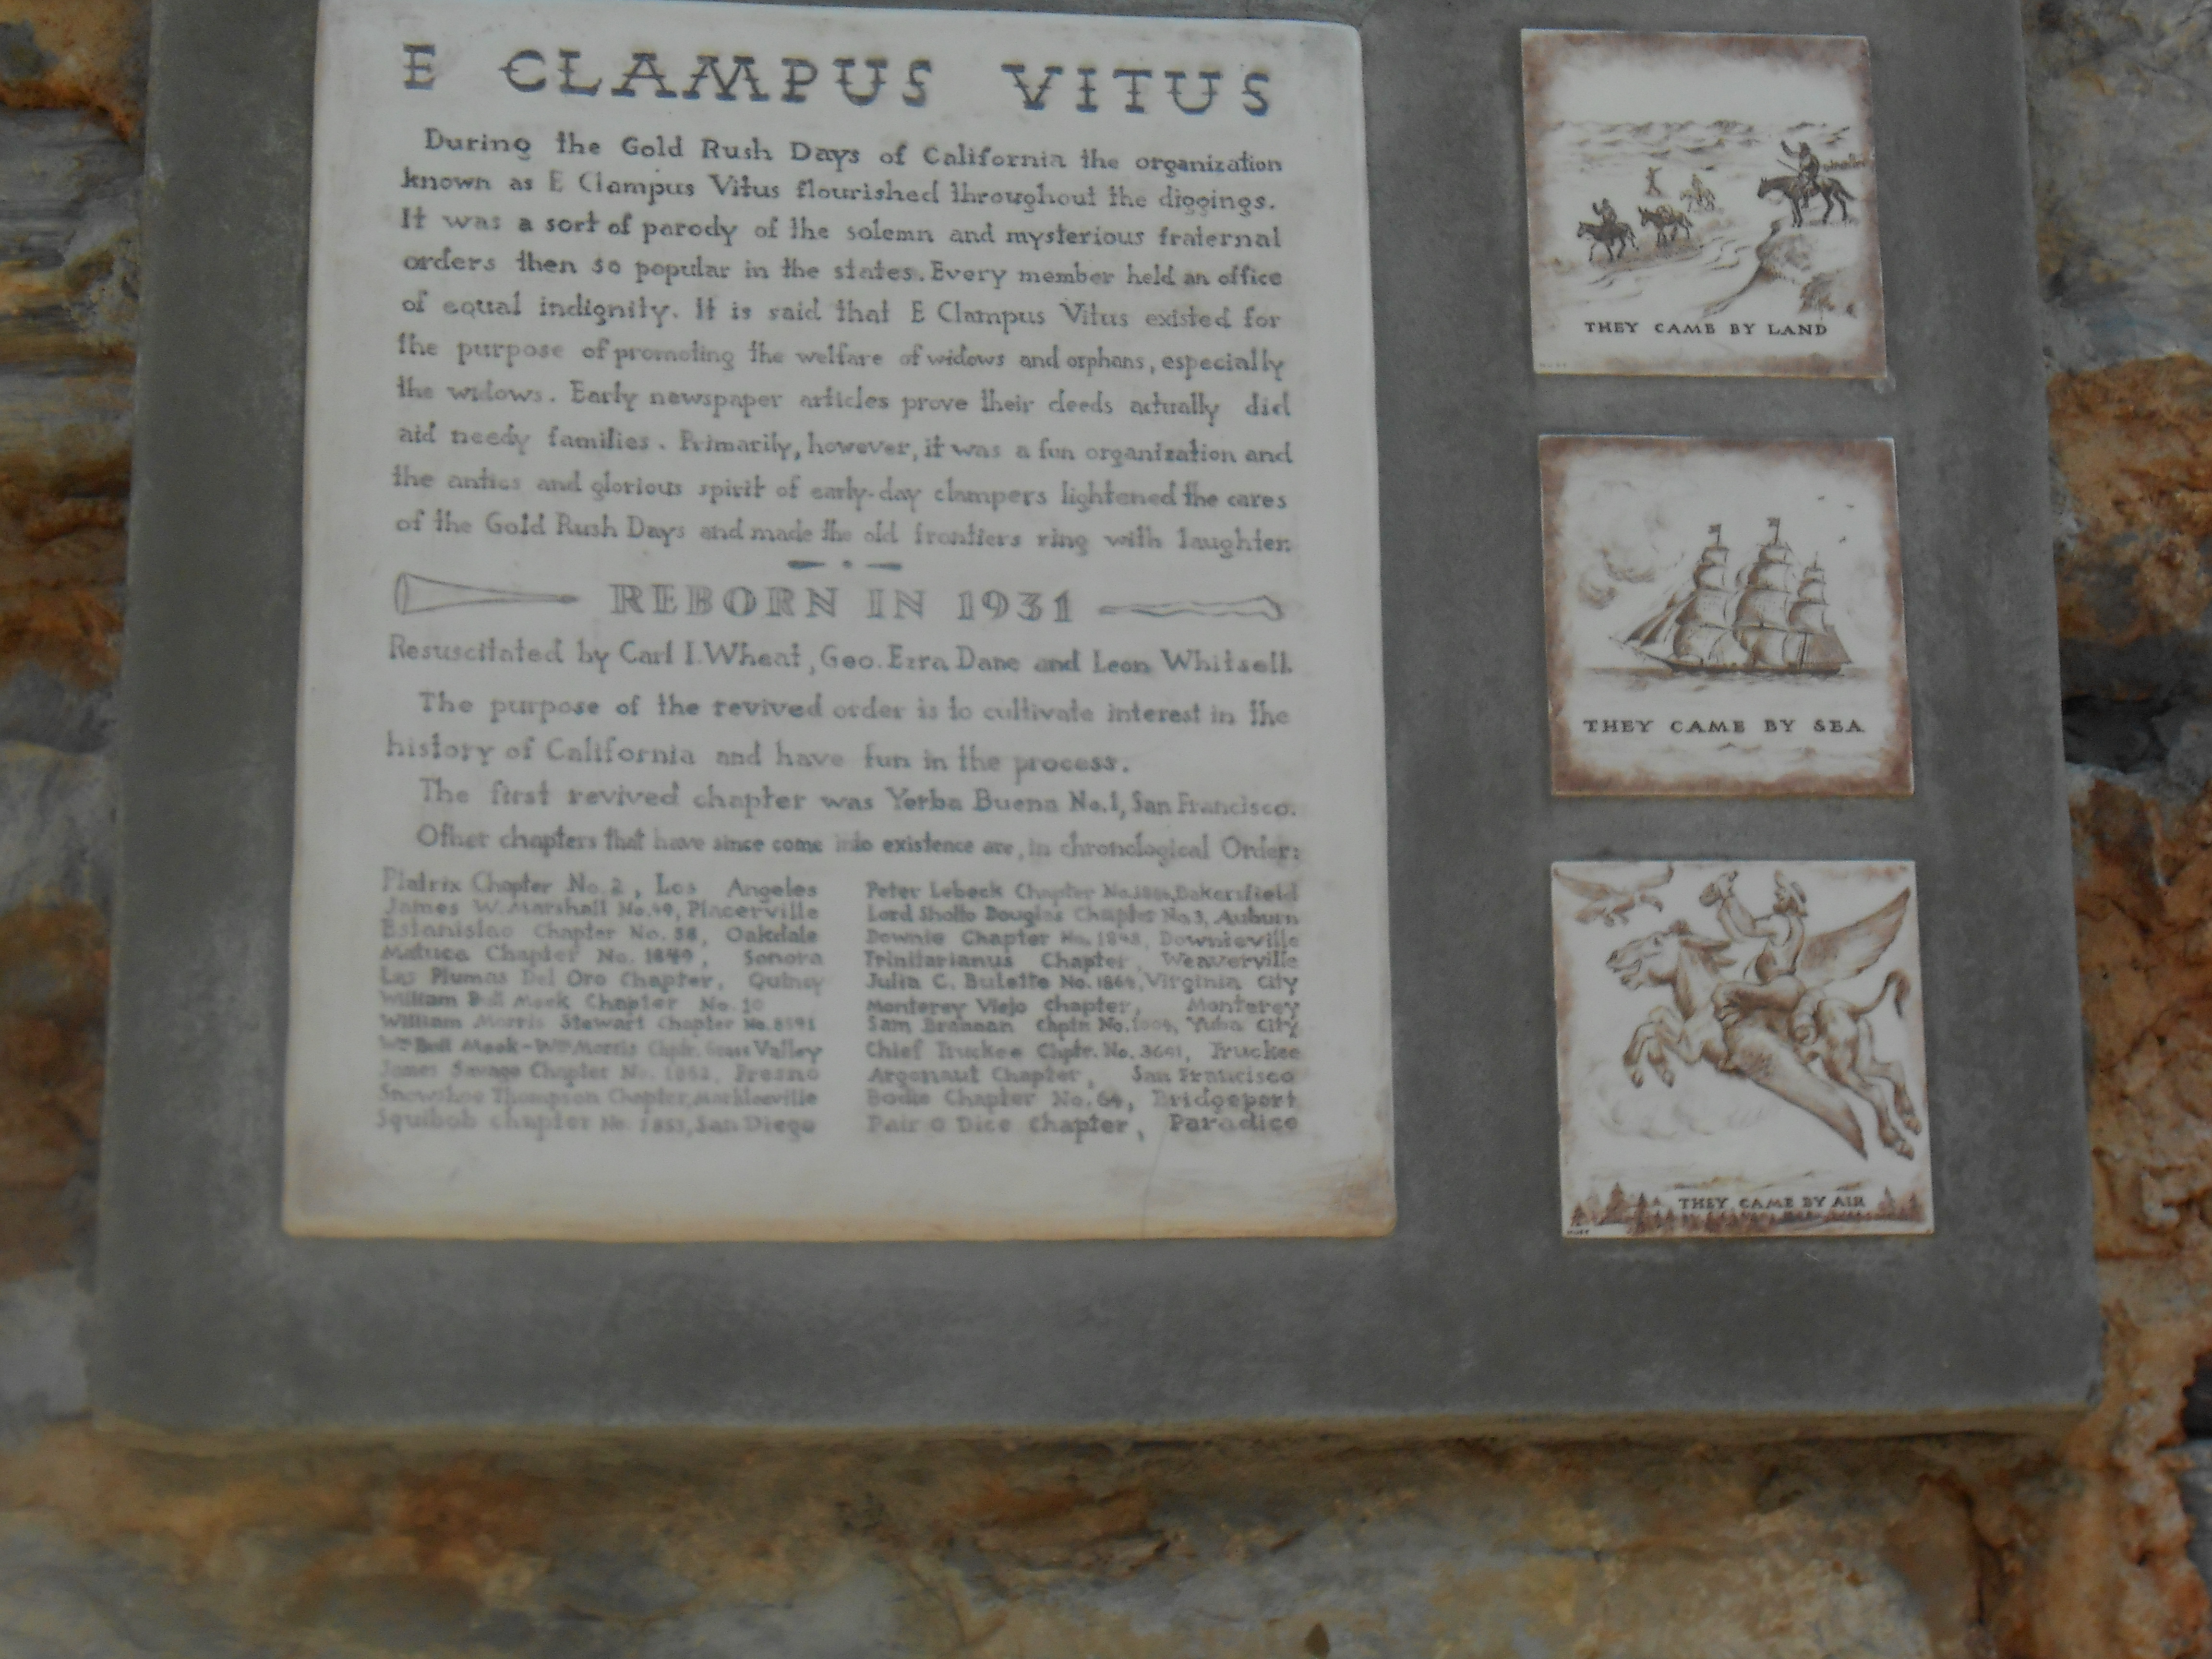 E CLAMPUS VITUS
During the Gold Rush Days of California the organization
known as E Clampus Vitus flourished throughout the diggings.
It was a sort of parody of the solemn and mysterious fraternal
orders then so popular in the states. Every member held an office
of equal indignity. It is said that E Clampus Vitus existed for
the purpose of promoting the welfare of widows and orphans, especially
the widows. Early newspaper articles prove their deeds actually did
aid needy families. Primarily, however, it was a fun organization and
the antics and glorious spirit of early-day clampers lightened the cares
of the Gold Rush Days and made the old frontiers ring with laughter.
REBORN IN 1931
Resuscitated by Carl I. Wheat, Geo. Ezra Dane and Leon Whitsell.
The purpose of the revived order is to cultivate interest in the
history of California and have fun in the process.
The first revived chapter was Yerba Buena No. 1, San Francisco.
Other chapters that have since come into existence are, in chronological Order:
Platrix Chapter No. 2, Los Angeles
James W. Marshall No. 49, Placerville
Estanislao Chapter No. 58, Oakdale
Matuca Chapter No. 1849, Sonora
Las Plumas Del Oro Chapter, Quincy
William Bull Meek Chapter No. 10
William Morris Stewart Chapter No. 8591
Wm Bull Meek-Wm Morris Chptr. Grass Valley
James Savage Chapter No. 1852, Fresno
Snowshoe Thompson Chapter, Markleeville
Squibob Chapter No. 1853, San Diego
Peter Lebeck Chapter Bakersfield
Lord Sholto Douglas Chapter No. 3, Auburn
Downie Chapter No. 1848, Downieville
Trinitarianus Chapter, Weaverville
Julia C. Bulette No. 1864, Virginia City
Monterey Viejo Chapter, Monterey
Sam Brannan Chptr. No. Yuba City
Chief Truckee Chptr. No. 3691, Truckee
Argonaut Chapter, San Francisco
Bodie Chapter No. 64, Bridgeport
Pair O Dice Chapter, Paradice
THEY CAME BY LAND
THEY CAME BY SEA
THEY CAME BY AIR